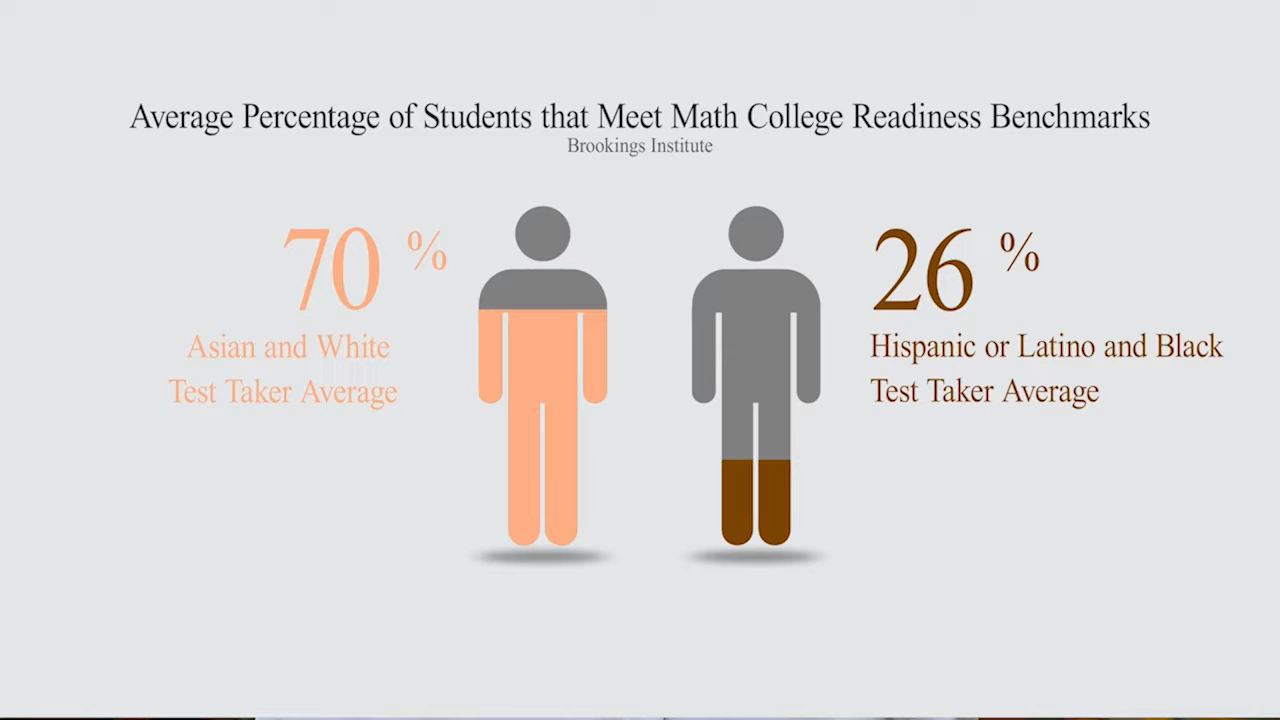 Average Percentage of Students that Meet Math College Readiness Benchmarks
Brookings Institute
70 %
Asian and White
Test Taker Average
26 %
Hispanic or Latino and Black
Test Taker Average